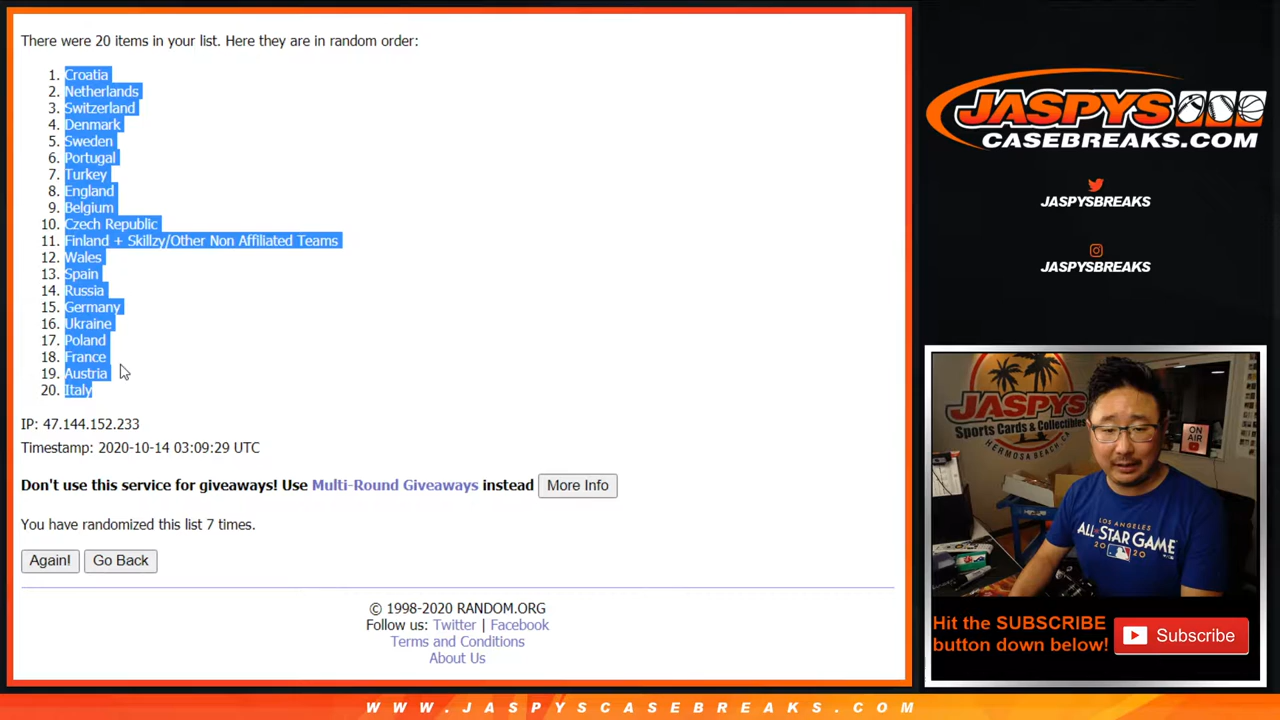 There were 20 items in your list. Here they are in random order:
1. Croatia
2. Netherlands
3. Switzerland
4. Denmark
5. Sweden
6. Portugal
7. Turkey
8. England
9. Belgium
10. Czech Republic
11. Finland + Skillzy/Other Non Affiliated Teams
12. Wales
13. Spain
14. Russia
15. Germany
16. Ukraine
17. Poland
18. France
19. Austria
20. Italy
IP: 47.144.152.233
Timestamp: 2020-10-14 03:09:29 UTC
Don't use this service for giveaways! Use Multi-Round Giveaways instead More Info
You have randomized this list 7 times.
Again! Go Back
© 1998-2020 RANDOM.ORG
Follow us: Twitter | Facebook
Terms and Conditions
About Us
JASPYS
CASEBREAKS.COM
JASPYSBREAKS
JASPYSBREAKS
JASPYS
Sports Cards & Collectibles
HERMOSA BEACH, CA
ON AIR
LOS ANGELES
ALL-STAR GAME
2020
Hit the SUBSCRIBE
button down below!
Subscribe
WWW.JASPYSCASEBREAKS.COM